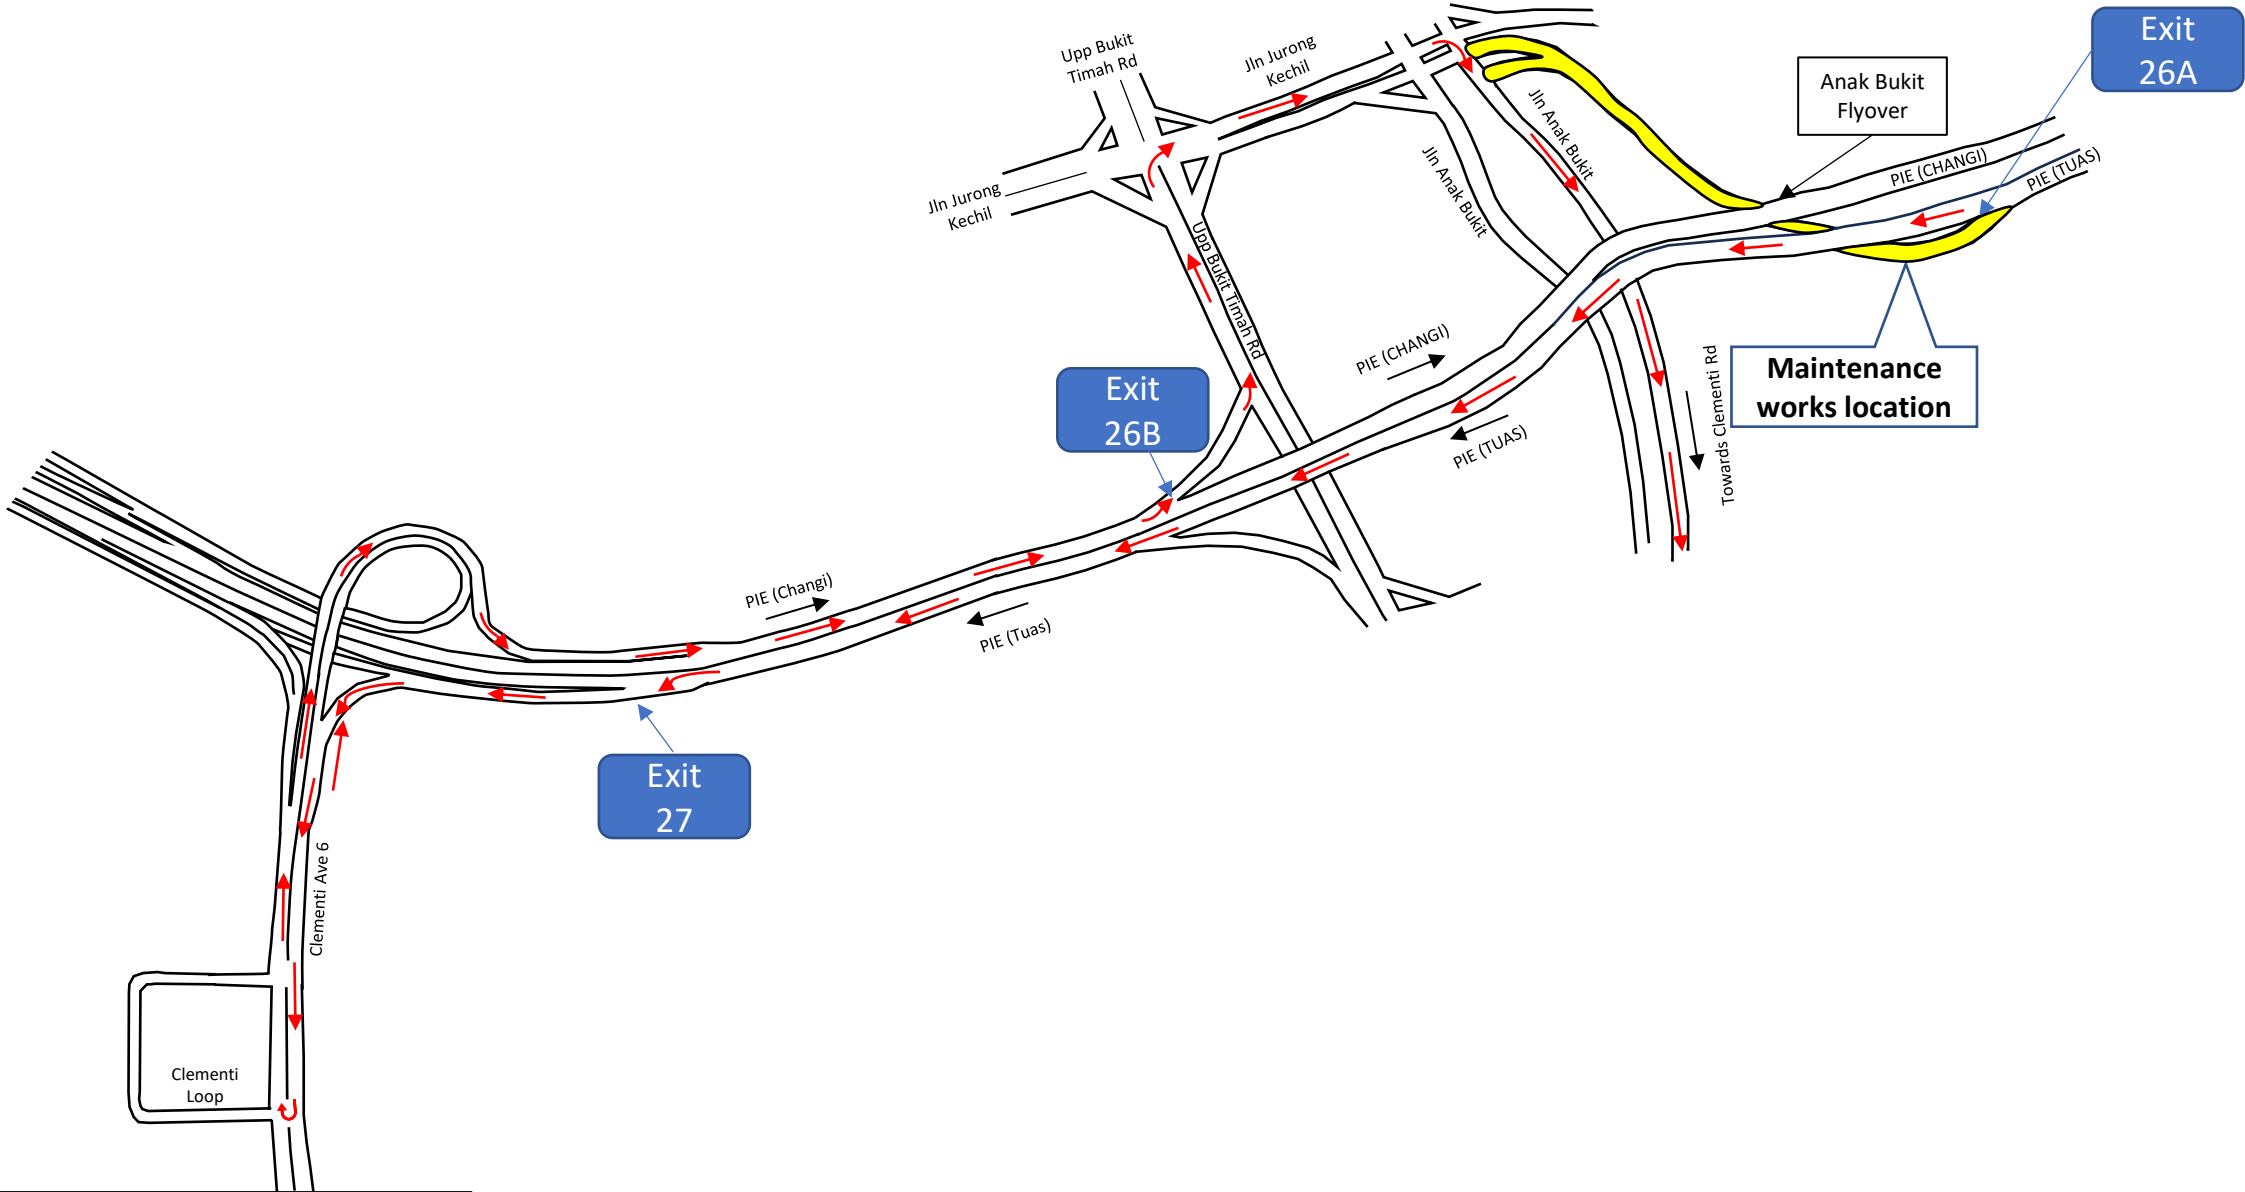 Exit
26A
Anak Bukit
Flyover
Upp Bukit
Timah Rd
Jln Jurong
Kechil
Jln Anak Bukit
Jln Anak Bukit
PIE (CHANGI)
PIE (TUAS)
Jln Jurong
Kechil
Upp Bukit Timah Rd
Maintenance
works location
Towards Clementi Rd
PIE (CHANGI)
PIE (TUAS)
Exit
26B
PIE (Changi)
PIE (Tuas)
Exit
27
Clementi Ave 6
Clementi
Loop